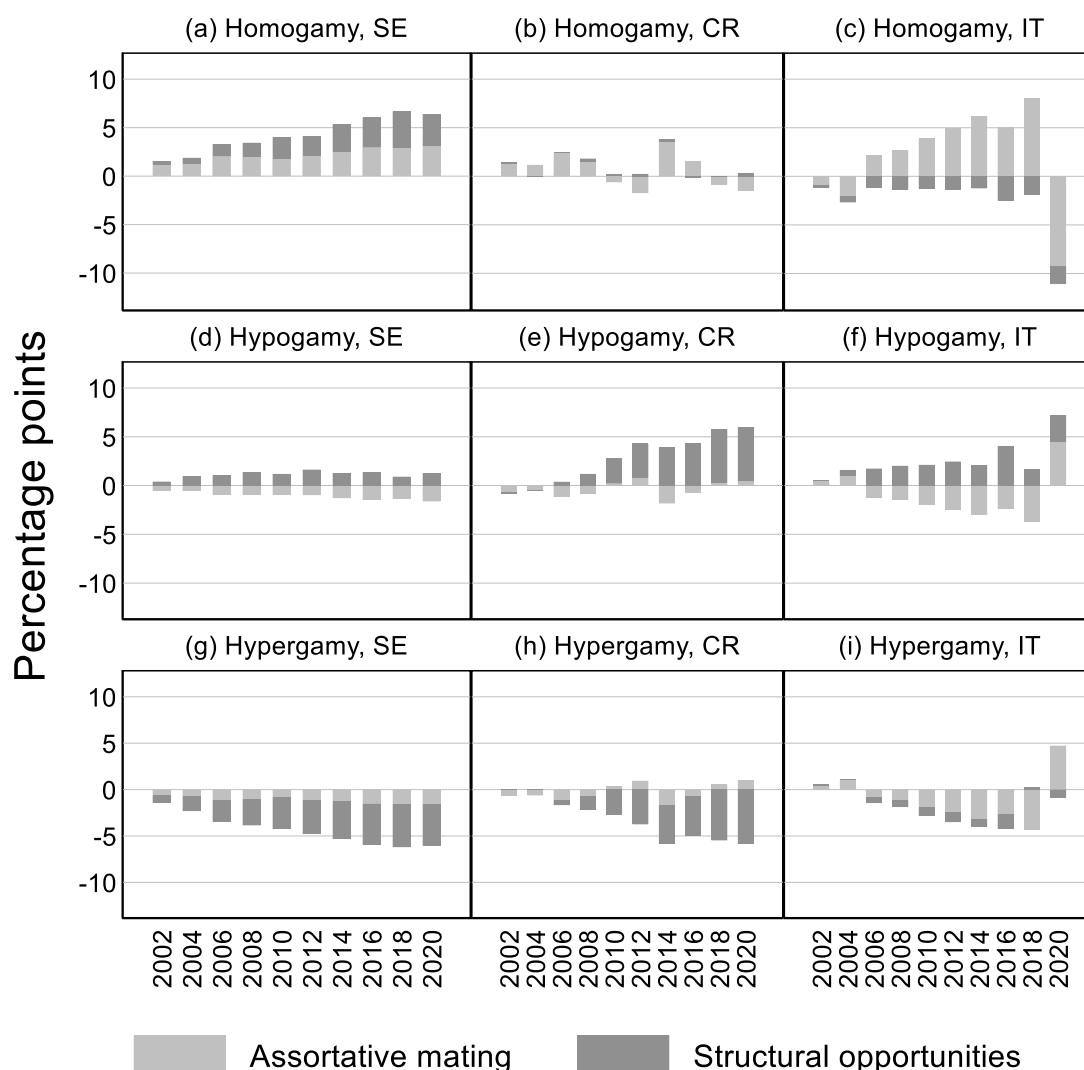 (a) Homogamy, SE (b) Homogamy, CR (c) Homogamy, IT
10
5
0
-5
-10
(d) Hypogamy, SE (e) Hypogamy, CR (f) Hypogamy, IT
10
5
0
-5
-10
Percentage points
(g) Hypergamy, SE (h) Hypergamy, CR (i) Hypergamy, IT
10
5
0
-5
-10
2002 2004 2006 2008 2010 2012 2014 2016 2018 2020 2002 2004 2006 2008 2010 2012 2014 2016 2018 2020 2002 2004 2006 2008 2010 2012 2014 2016 2018 2020
Assortative mating Structural opportunities